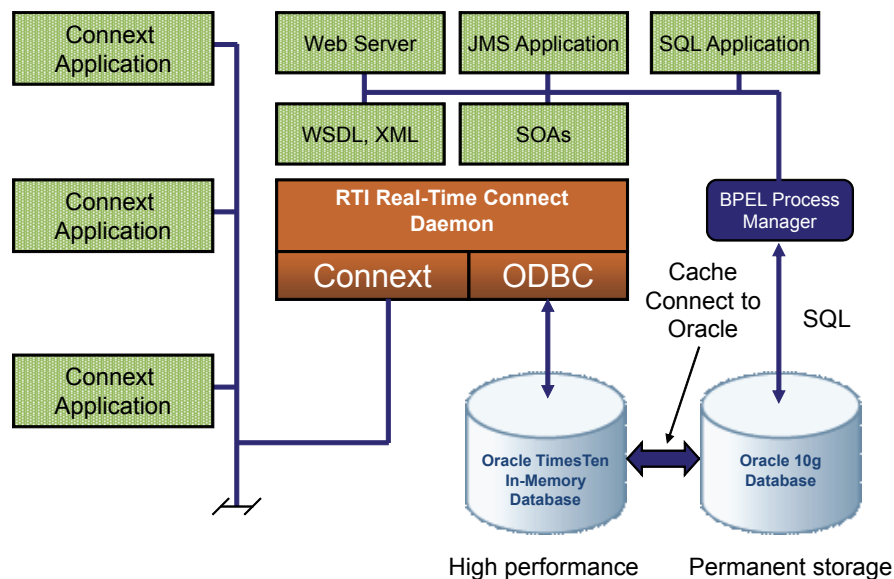 Connext
Application
Web Server
JMS Application
SQL Application
WSDL, XML
SOAs
Connext
Application
RTI Real-Time Connect
Daemon
Connext
ODBC
BPEL Process
Manager
Cache
Connect to
Oracle
SQL
Connext
Application
Oracle TimesTen
In-Memory
Database
Oracle 10g
Database
High performance
Permanent storage